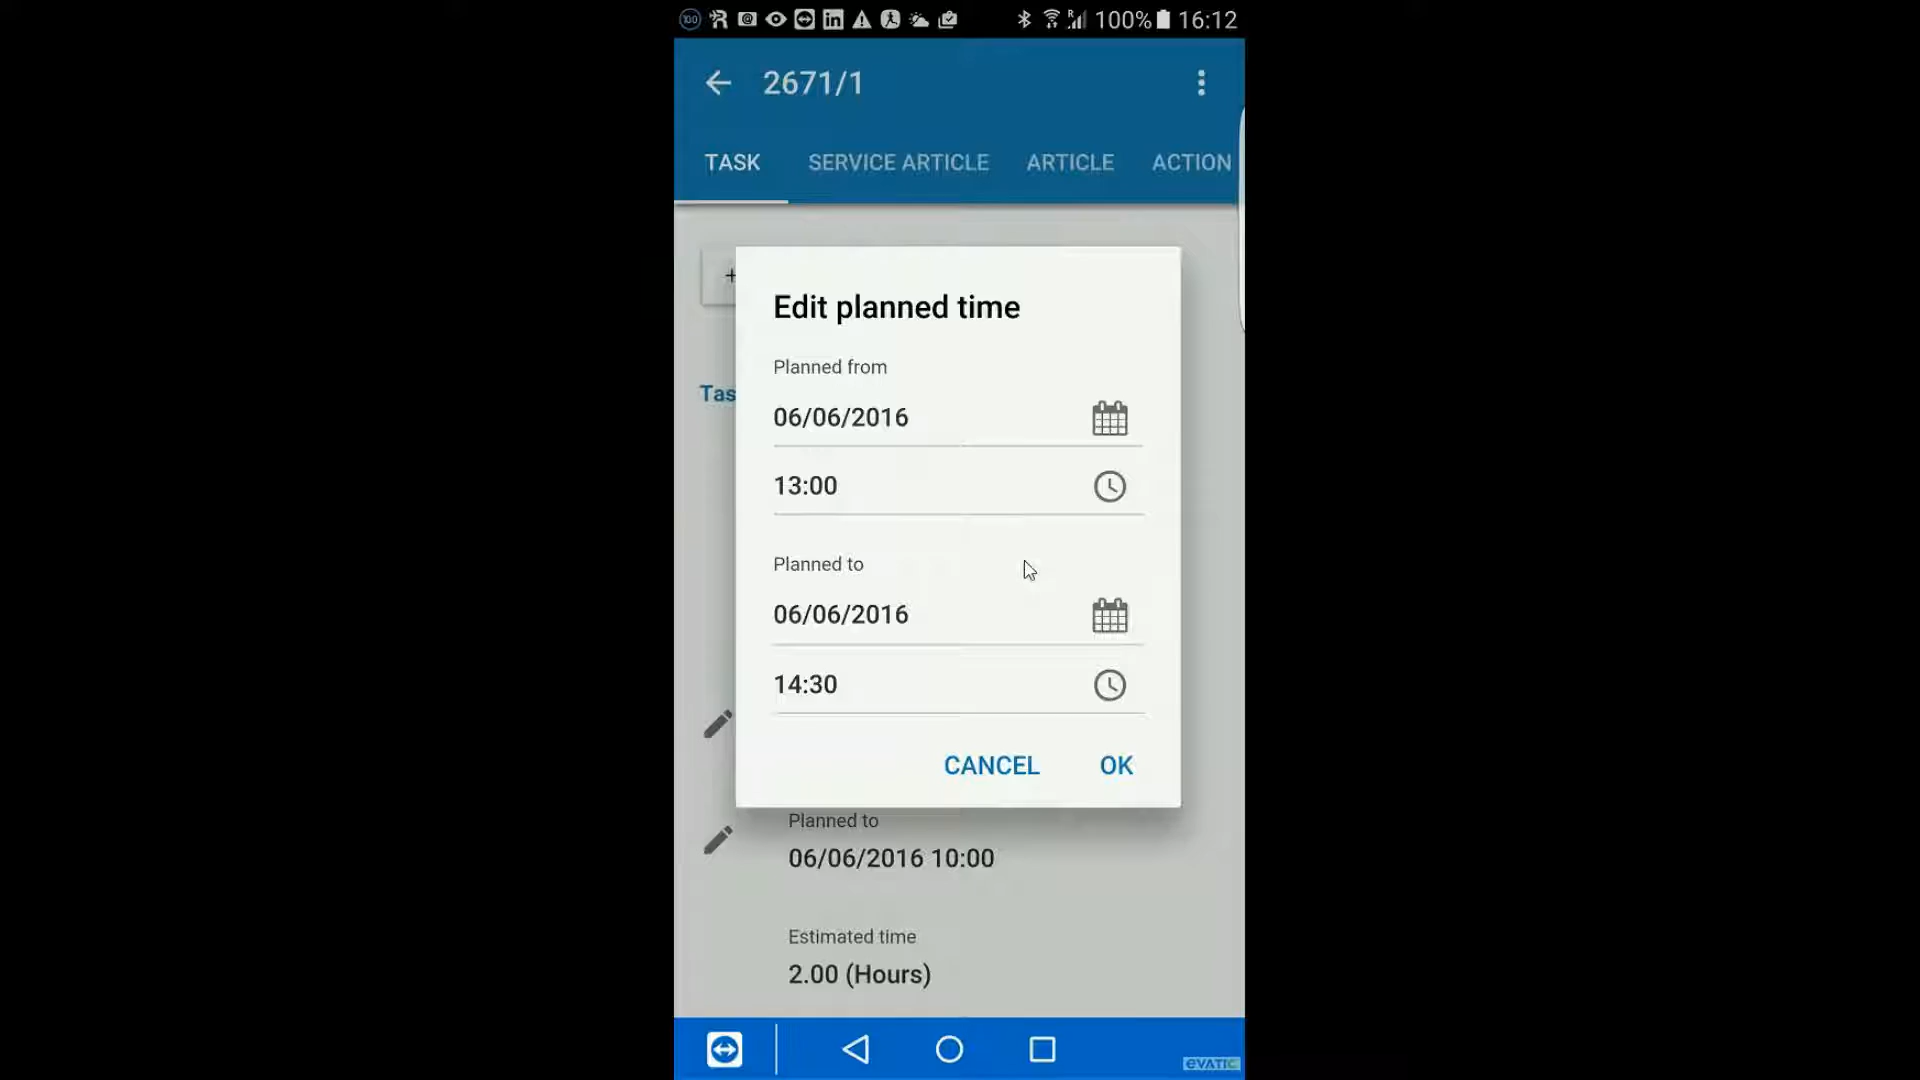 100 100% 16:12
2671/1
TASK SERVICE ARTICLE ARTICLE ACTION
+
Edit planned time
Planned from
Tas
06/06/2016
13:00
Planned to
06/06/2016
14:30
CANCEL OK
Planned to
06/06/2016 10:00
Estimated time
2.00 (Hours)
eVATIC